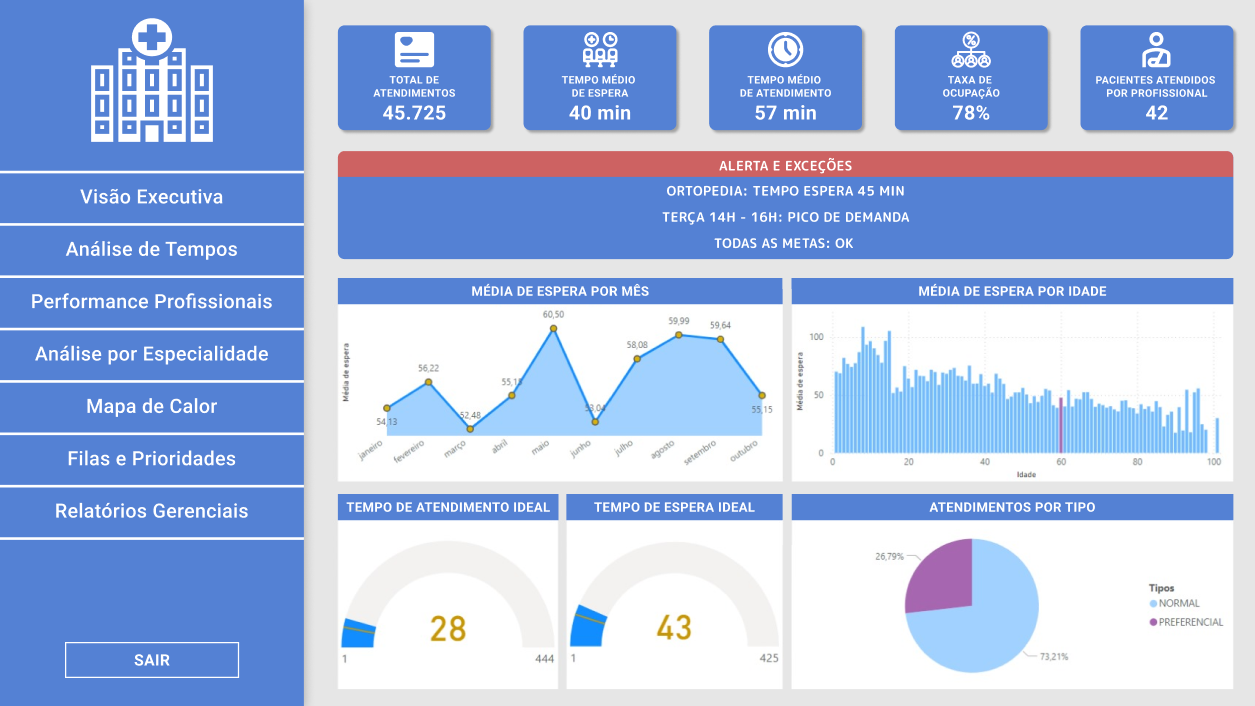 Visão Executiva
Análise de Tempos
Performance Profissionais
Análise por Especialidade
Mapa de Calor
Filas e Prioridades
Relatórios Gerenciais
SAIR
TOTAL DE
ATENDIMENTOS
45.725
TEMPO MÉDIO
DE ESPERA
40 min
TEMPO MÉDIO
DE ATENDIMENTO
57 min
TAXA DE
OCUPAÇÃO
78%
PACIENTES ATENDIDOS
POR PROFISSIONAL
42
ALERTA E EXCEÇÕES
ORTOPEDIA: TEMPO ESPERA 45 MIN
TERÇA 14H - 16H: PICO DE DEMANDA
TODAS AS METAS: OK
MÉDIA DE ESPERA POR MÊS
Média de espera
54,13
56,22
52,48
55,15
60,50
53,04
58,08
59,99
59,64
55,15
janeiro
fevereiro
março
abril
maio
junho
julho
agosto
setembro
outubro
MÉDIA DE ESPERA POR IDADE
Média de espera
100
50
0
0 20 40 60 80 100
Idade
TEMPO DE ATENDIMENTO IDEAL
28
1 444
TEMPO DE ESPERA IDEAL
43
1 425
ATENDIMENTOS POR TIPO
26,79%
73,21%
Tipos
NORMAL
PREFERENCIAL